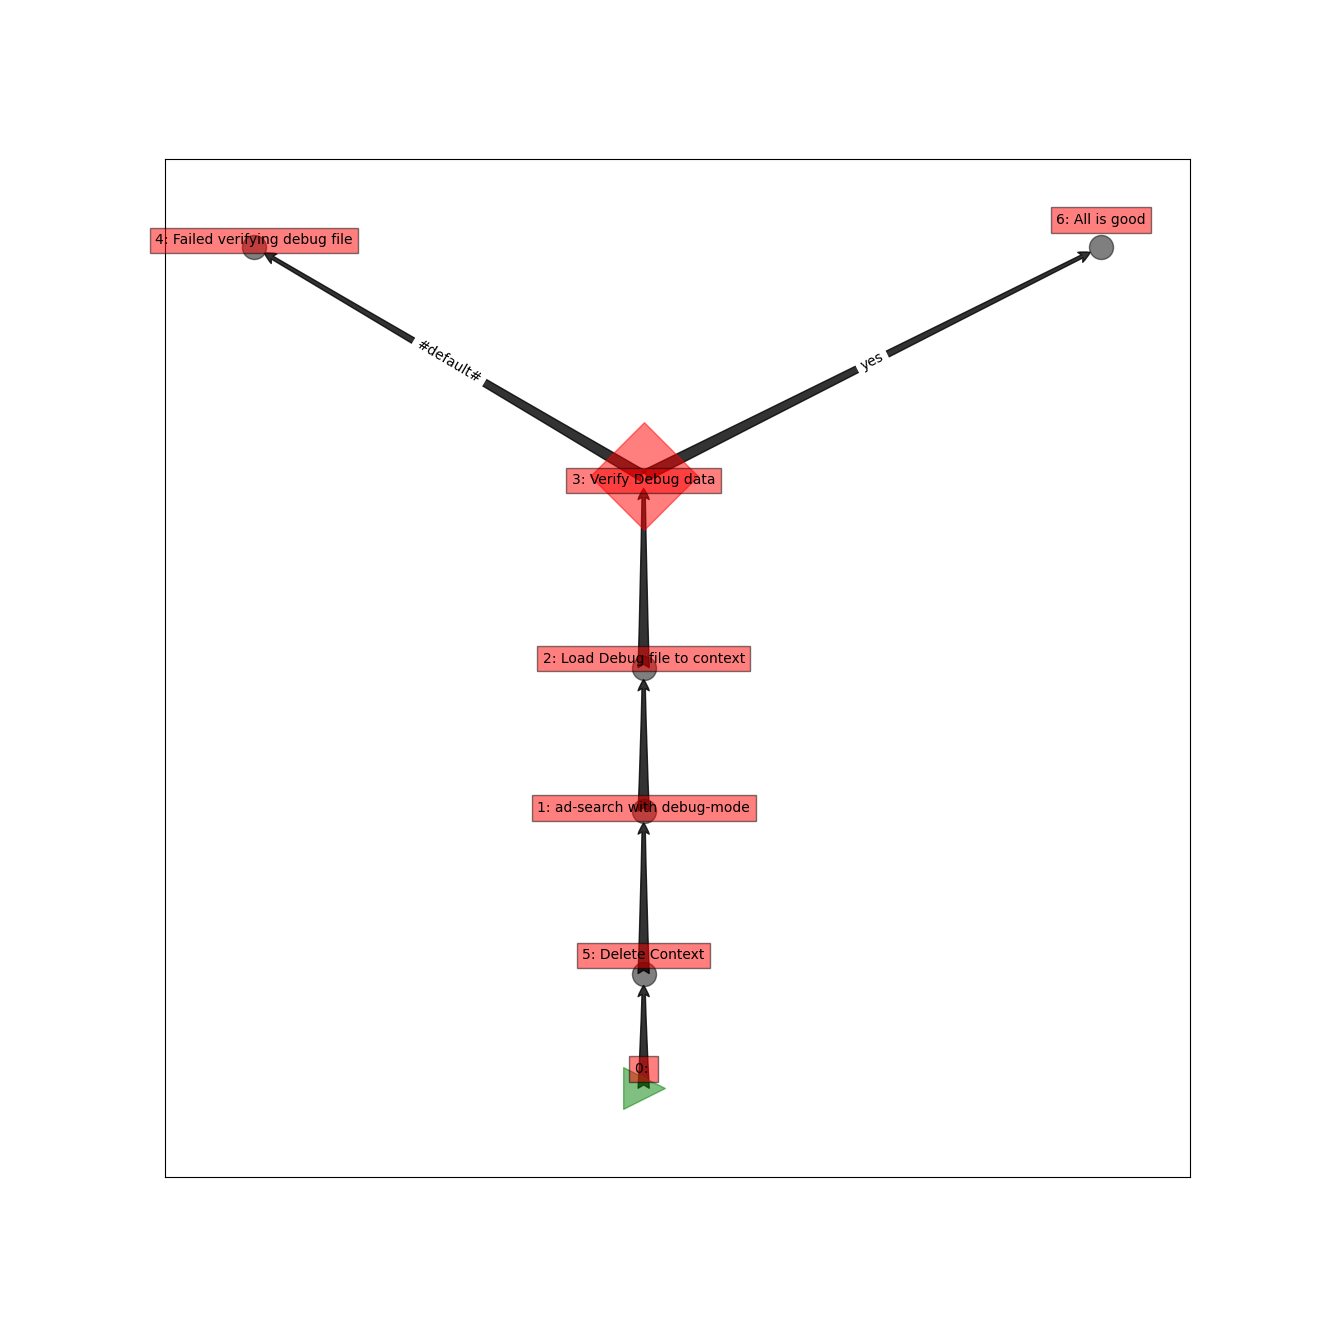 6: All is good
4: Failed verifying debug file
#default#
yes
3: Verify Debug data
2: Load Debug file to context
1: ad-search with debug-mode
5: Delete Context
0: